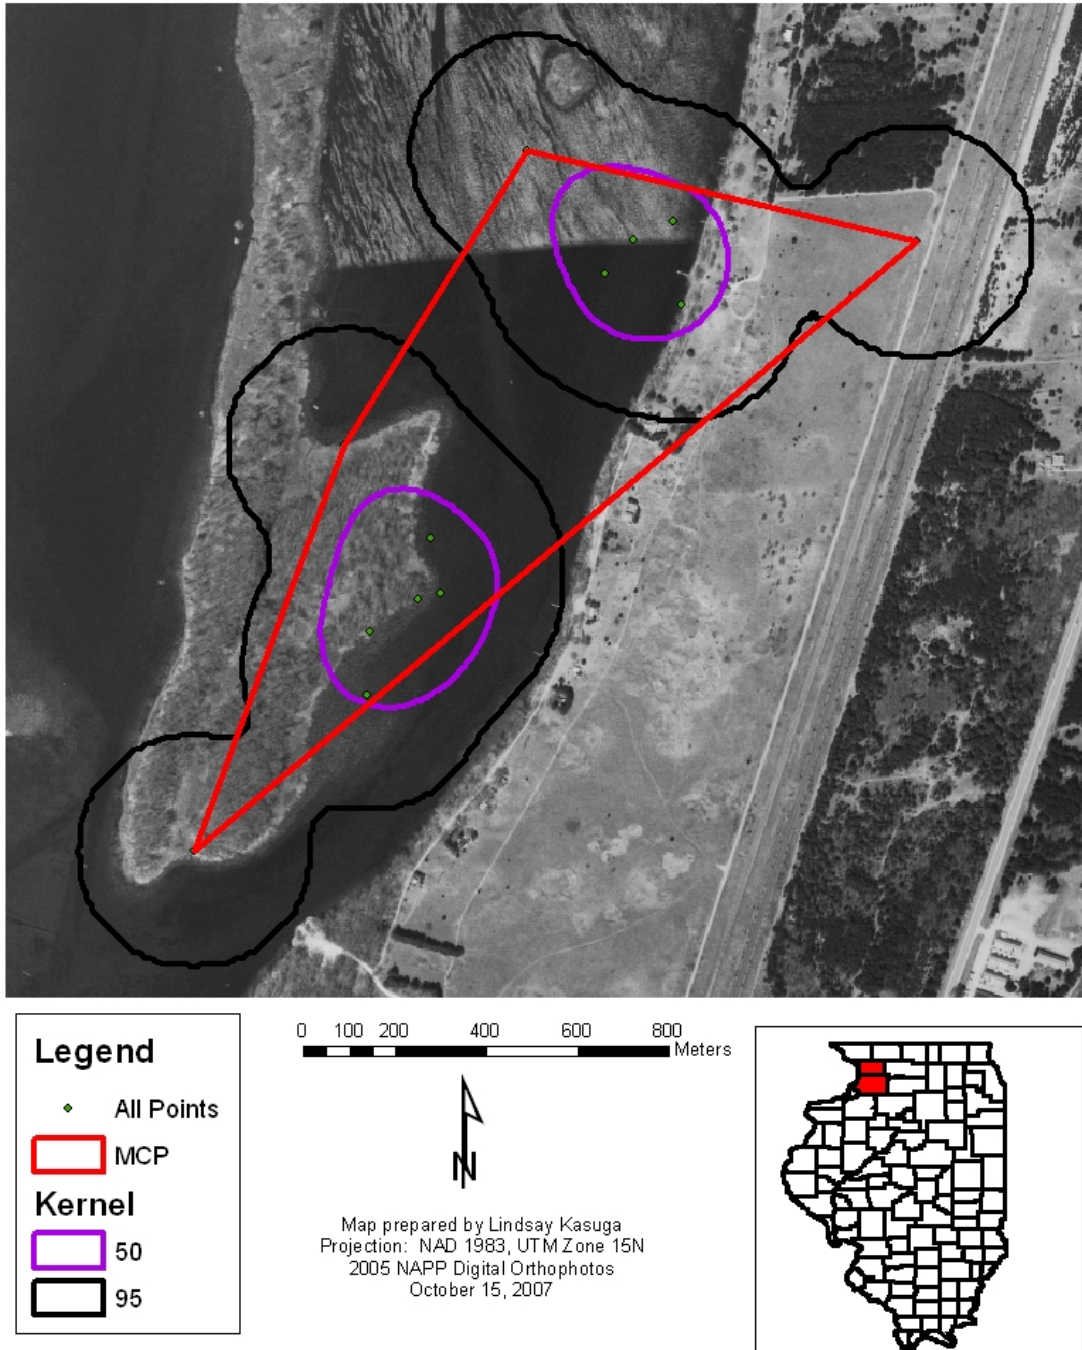 Legend
All Points
MCP
Kernel
50
95
0 100 200 400 600 800
Meters
N
Map prepared by Lindsay Kasuga
Projection: NAD 1983, UTM Zone 15N
2005 NAPP Digital Orthophotos
October 15, 2007